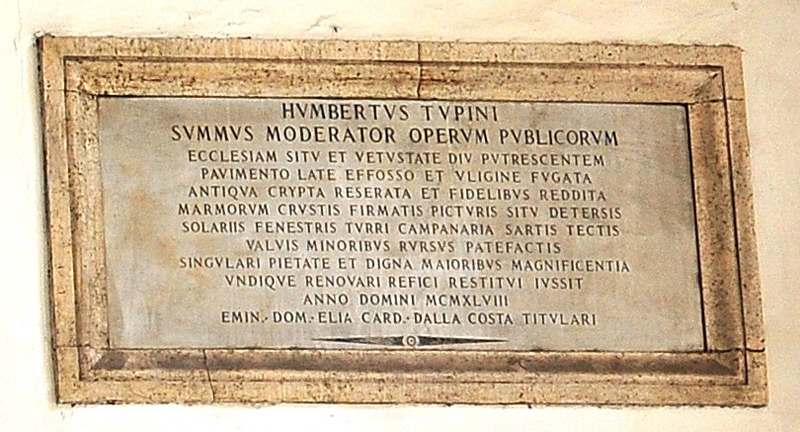 HVMBERTVS TVPINI
SVMMVS MODERATOR OPERVM PVBLICORVM
ECCLESIAM SITV ET VETVSTATE DIV PVTRESCENTEM
PAVIMENTO LATE EFFOSSO ET VLIGINE FVGATA
ANTIQVA CRYPTA RESERATA ET FIDELIBVS REDDITA
MARMORVM CRVSTIS FIRMATIS PICTVRIS SITV DETERSIS
SOLARIIS FENESTRIS TVRRI CAMPANARIA SARTIS TECTIS
VALVIS MINORIBVS RVRSVS PATEFACTIS
SINGVLARI PIETATE ET DIGNA MAIORIBVS MAGNIFICENTIA
VNDIQVE RENOVARI REFICI RESTITVI IVSSIT
ANNO DOMINI MCMXLVIII
EMIN· DOM· ELIA CARD· DALLA COSTA TITVLARI